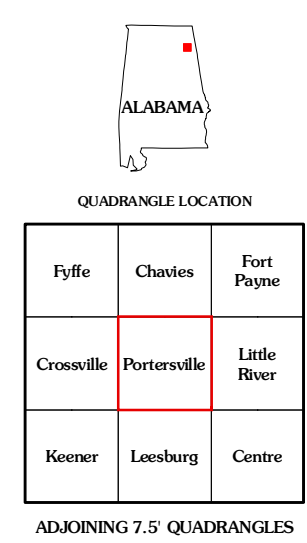 ALABAMA
QUADRANGLE LOCATION
Fyffe
Chavies
Fort
Payne
Crossville
Portersville
Little
River
Keener
Leesburg
Centre
ADJOINING 7.5' QUADRANGLES